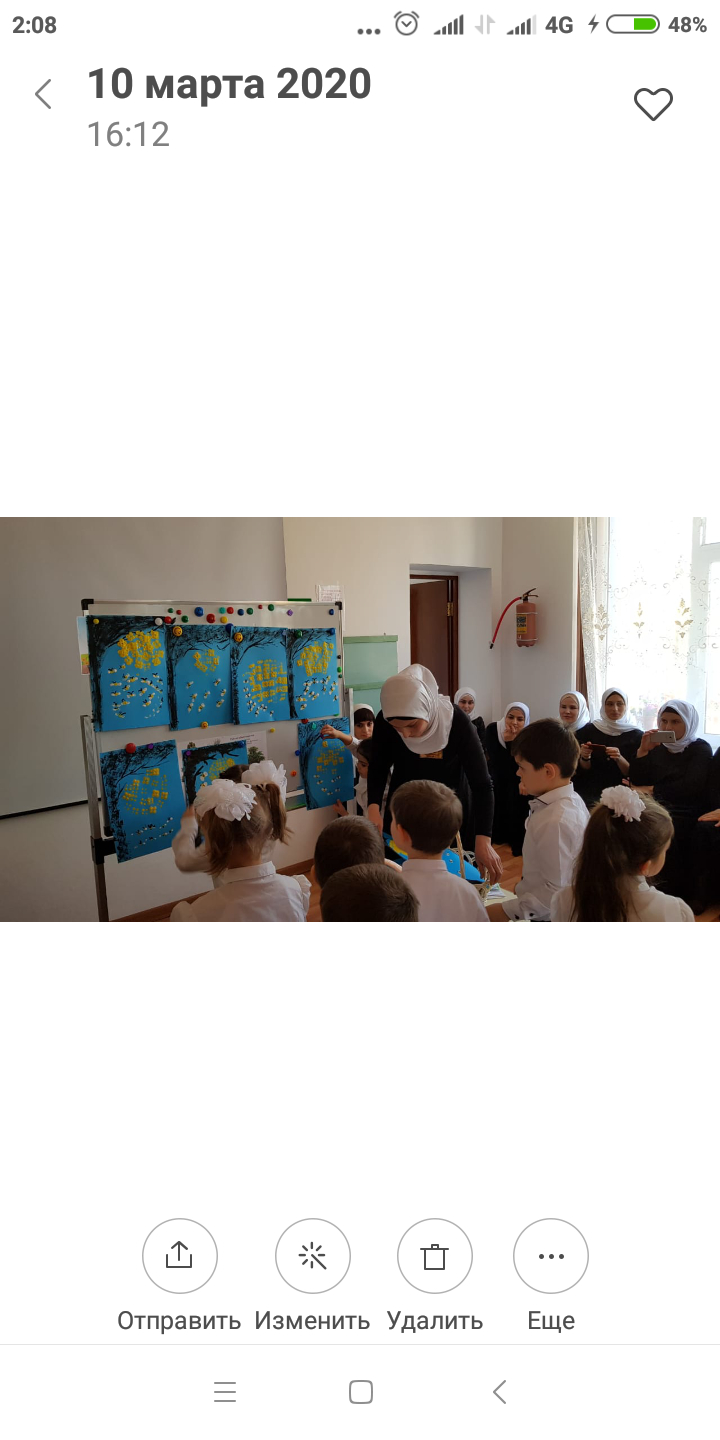 2:08 ... 4G 48%
10 марта 2020
16:12
Отправить Изменить Удалить Еще